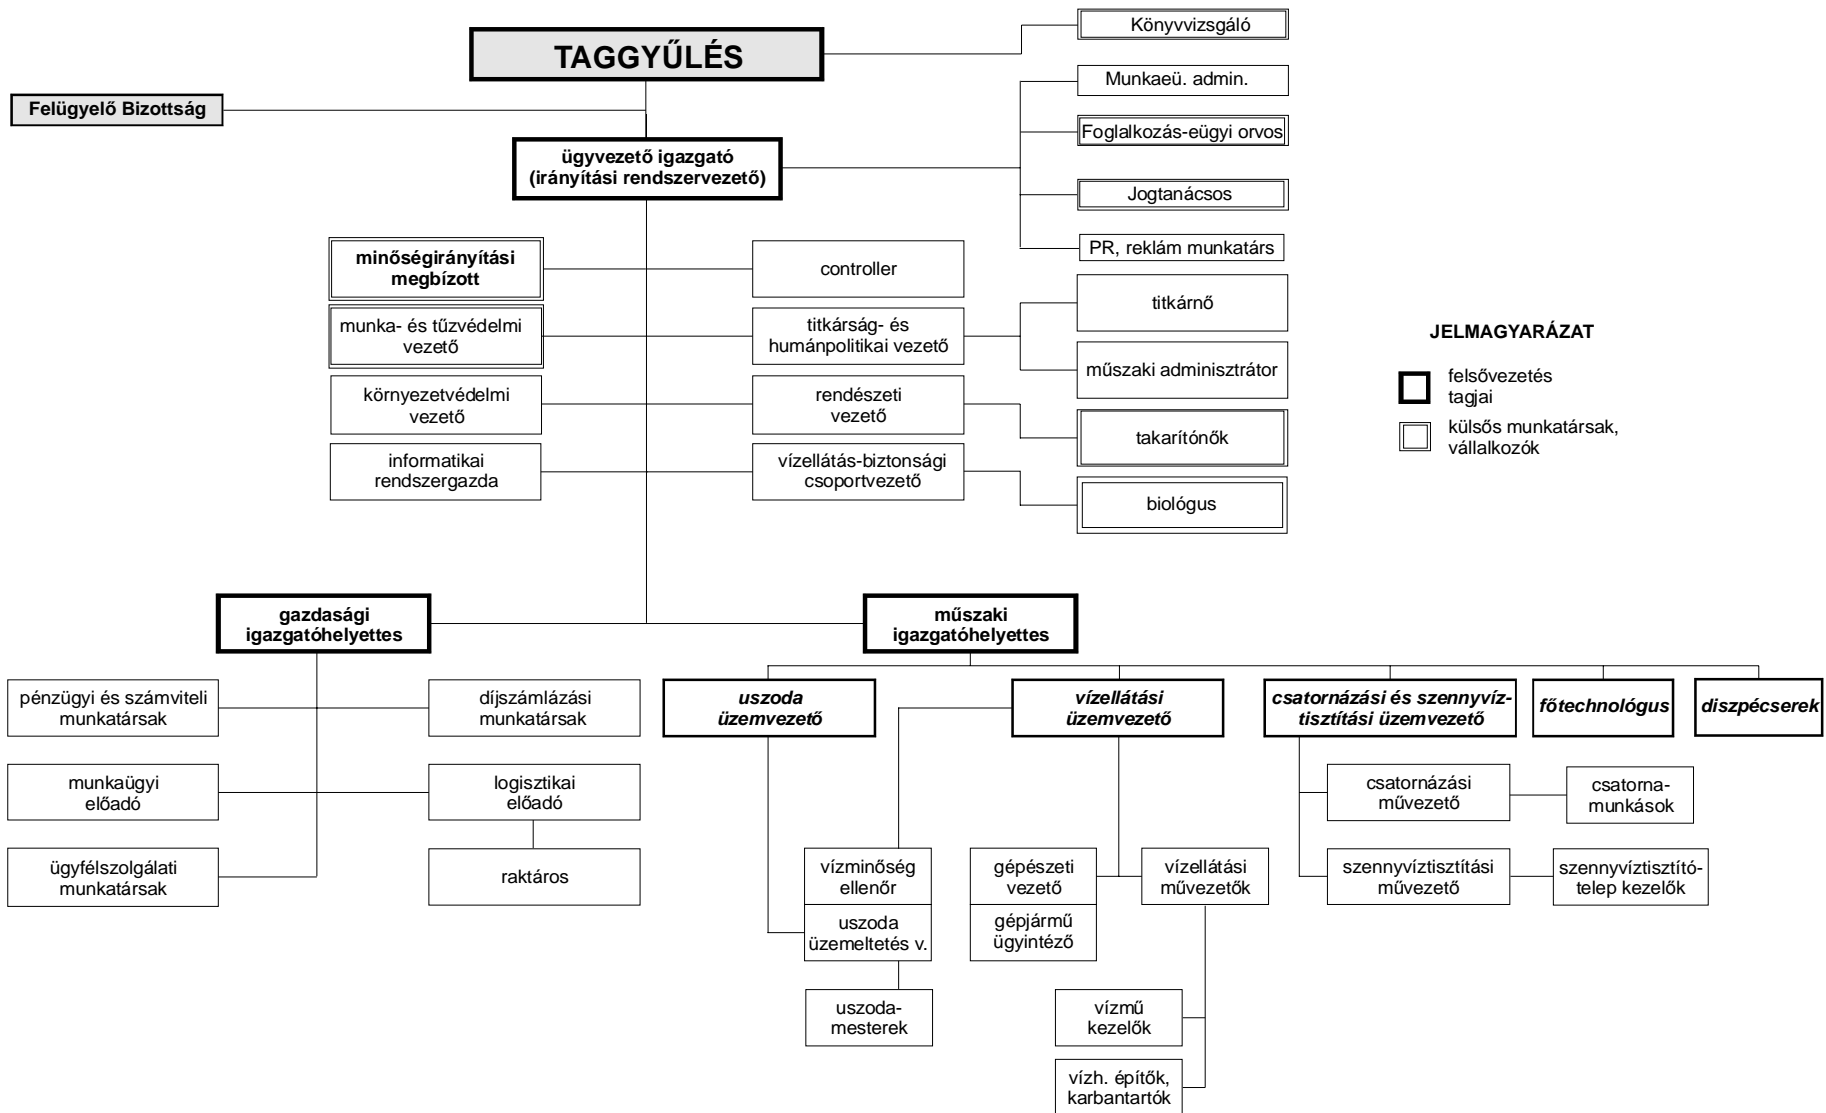 Könyvvizsgáló
TAGGYŰLÉS
Munkaeü. admin.
Felügyelő Bizottság
Foglalkozás-eügyi orvos
ügyvezető igazgató
(irányítási rendszervezető)
Jogtanácsos
PR, reklám munkatárs
minőségirányítási
megbízott
controller
titkárnő
munka- és tűzvédelmi
vezető
titkárság- és
humánpolitikai vezető
műszaki adminisztrátor
JELMAGYARÁZAT
felsővezetés
tagjai
külsős munkatársak,
vállalkozók
környezetvédelmi
vezető
rendészeti
vezető
takarítónők
informatikai
rendszergazda
vízellátás-biztonsági
csoportvezető
biológus
gazdasági
igazgatóhelyettes
műszaki
igazgatóhelyettes
pénzügyi és számviteli
munkatársak
díjszámlázási
munkatársak
uszoda
üzemvezető
vízellátási
üzemvezető
csatornázási és szennyvíz-
tisztítási üzemvezető
főtechnológus
diszpécserek
munkaügyi
előadó
logisztikai
előadó
csatornázási
művezető
csatorna-
munkások
ügyfélszolgálati
munkatársak
raktáros
vízminőség
ellenőr
gépészeti
vezető
vízellátási
művezetők
szennyvíztisztítási
művezető
szennyvíztisztító-
telep kezelők
uszoda
üzemeltetés v.
gépjármű
ügyintéző
uszoda-
mesterek
vízmű
kezelők
vízh. építők,
karbantartók